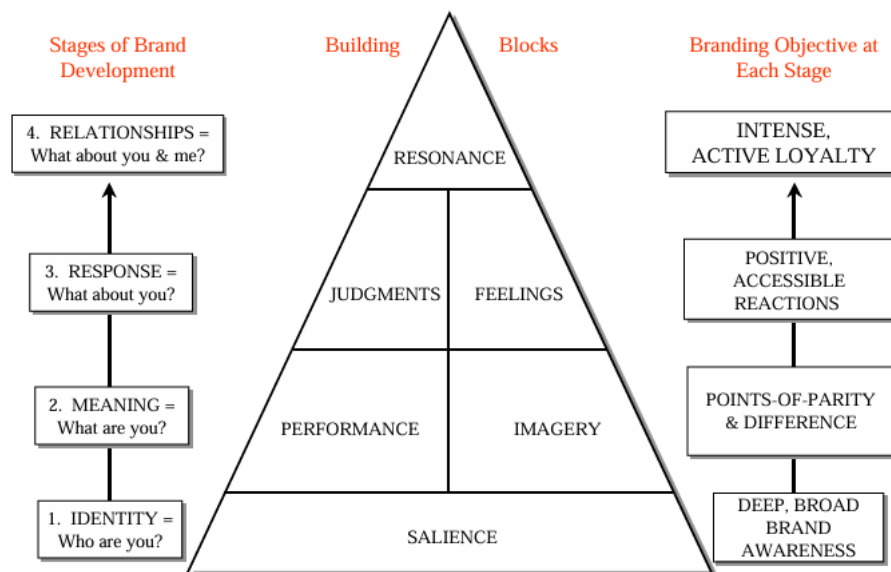 Stages of Brand
Development
Building
Blocks
Branding Objective at
Each Stage
4. RELATIONSHIPS =
What about you & me?
RESONANCE
INTENSE,
ACTIVE LOYALTY
3. RESPONSE =
What about you?
JUDGMENTS
FEELINGS
POSITIVE,
ACCESSIBLE
REACTIONS
2. MEANING =
What are you?
PERFORMANCE
IMAGERY
POINTS-OF-PARITY
& DIFFERENCE
1. IDENTITY =
Who are you?
SALIENCE
DEEP, BROAD
BRAND
AWARENESS